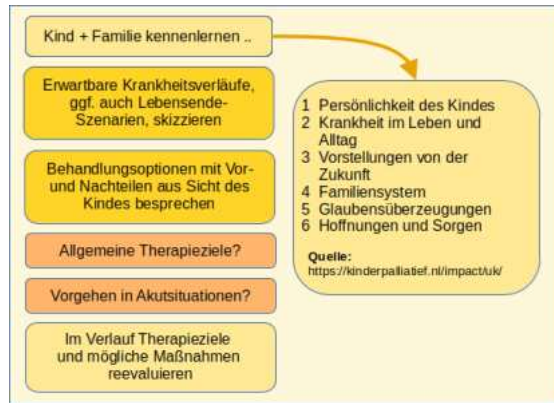 Kind + Familie kennenlernen ..
Erwartbare Krankheitsverläufe,
ggf. auch Lebensende-
Szenarien, skizzieren
Behandlungsoptionen mit Vor-
und Nachteilen aus Sicht des
Kindes besprechen
Allgemeine Therapieziele?
Vorgehen in Akutsituationen?
Im Verlauf Therapieziele
und mögliche Maßnahmen
reevaluieren
1 Persönlichkeit des Kindes
2 Krankheit im Leben und
Alltag
3 Vorstellungen von der
Zukunft
4 Familiensystem
5 Glaubensüberzeugungen
6 Hoffnungen und Sorgen
Quelle:
https://kinderpalliatief.nl/impact/uk/